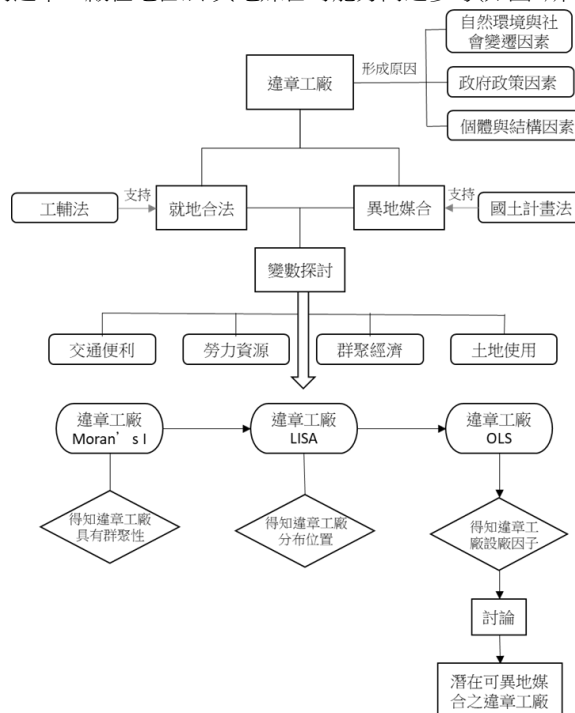 違章工廠
形成原因
自然環境與社
會變遷因素
政府政策因素
個體與結構因素
工輔法
支持
就地合法
異地媒合
支持
國土計畫法
變數探討
交通便利
勞力資源
群聚經濟
土地使用
違章工廠
Moran’s I
違章工廠
LISA
違章工廠
OLS
得知違章工廠
具有群聚性
得知違章工廠
分布位置
得知違章工
廠設廠因子
討論
潛在可異地媒
合之違章工廠